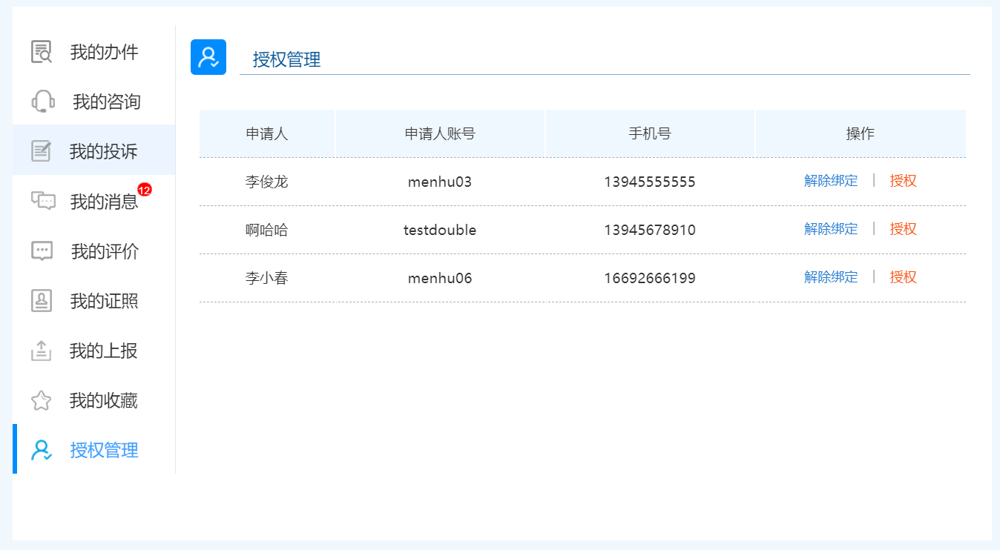 我的办件
我的咨询
我的投诉
我的消息 12
我的评价
我的证照
我的上报
我的收藏
授权管理
授权管理
申请人 申请人账号 手机号 操作
李俊龙 menhu03 13945555555 解除绑定 | 授权
啊哈哈 testdouble 13945678910 解除绑定 | 授权
李小春 menhu06 16692666199 解除绑定 | 授权